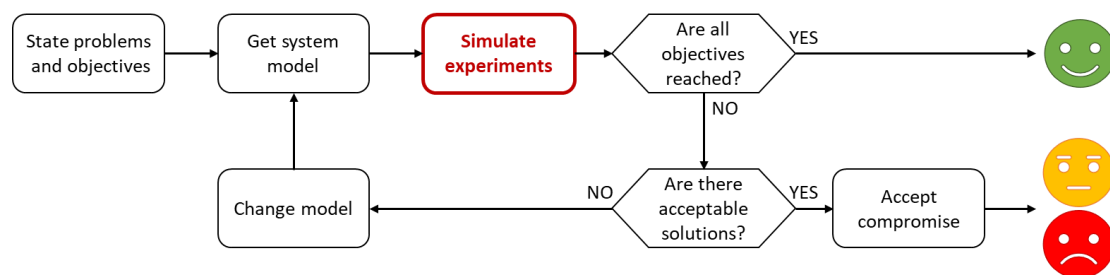 State problems
and objectives
Get system
model
Simulate
experiments
Are all
objectives
reached?
YES
NO
Change model
NO
Are there
acceptable
solutions?
YES
Accept
compromise